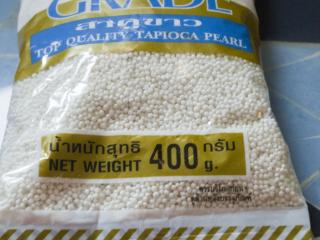 GRADE
สาคูขาว
TOP QUALITY TAPIOCA PEARL
น้ำหนักสุทธิ 400 กรัม
NET WEIGHT g.